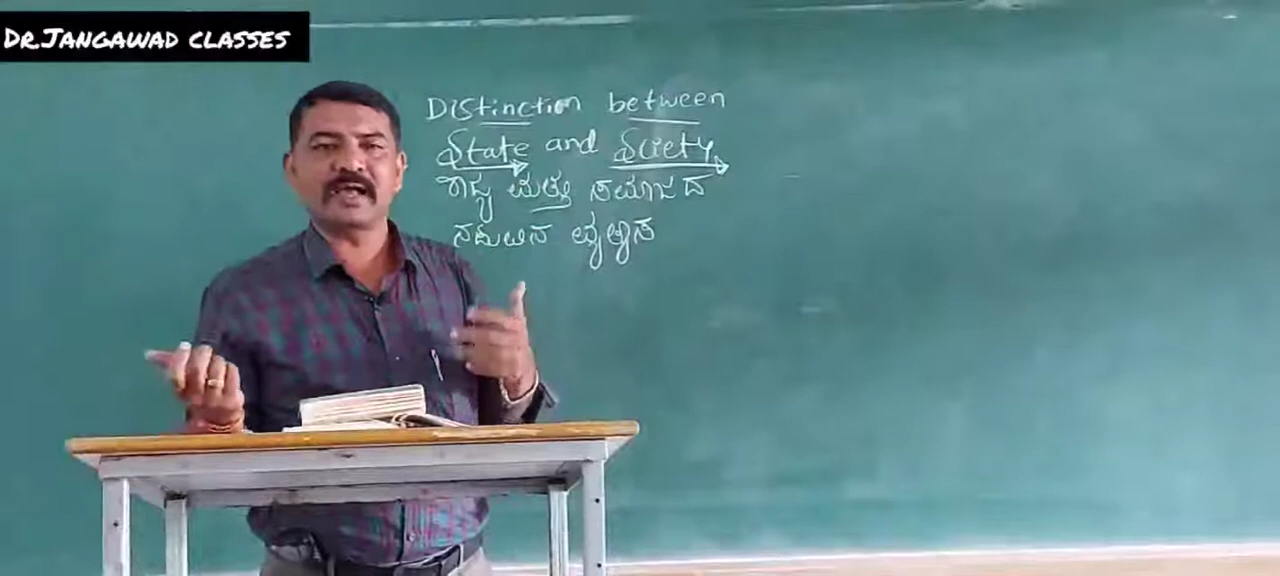 DR.JANGAWAD CLASSES
Distinction between
State and Society
ರಾಜ್ಯ ಮತ್ತು ಸಮಾಜದ
ನಡುವಿನ ವ್ಯತ್ಯಾಸ